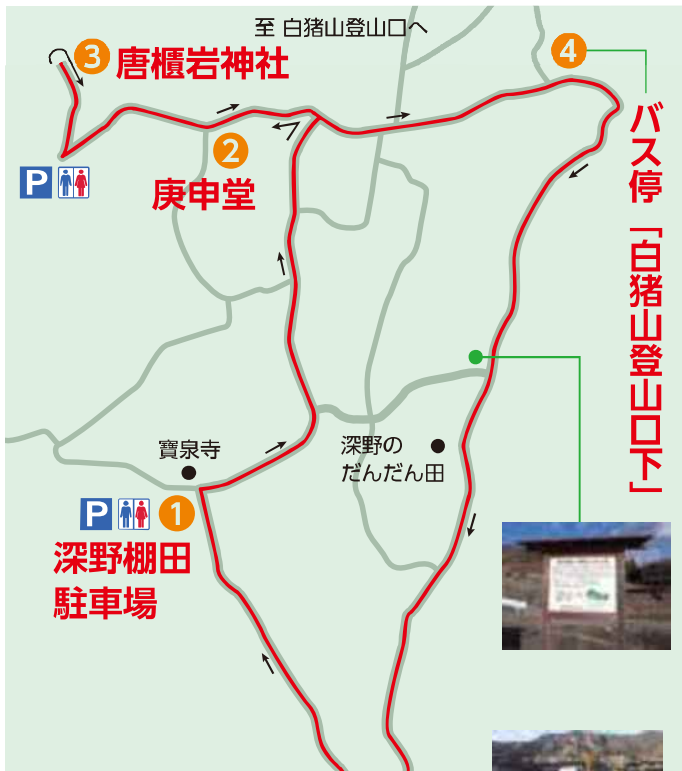 至 白猪山登山口へ
③ 唐櫃岩神社
④
バス停「白猪山登山口下」
P
②
庚申堂
寶泉寺
深野の
だんだん田
P ①
深野棚田
駐車場